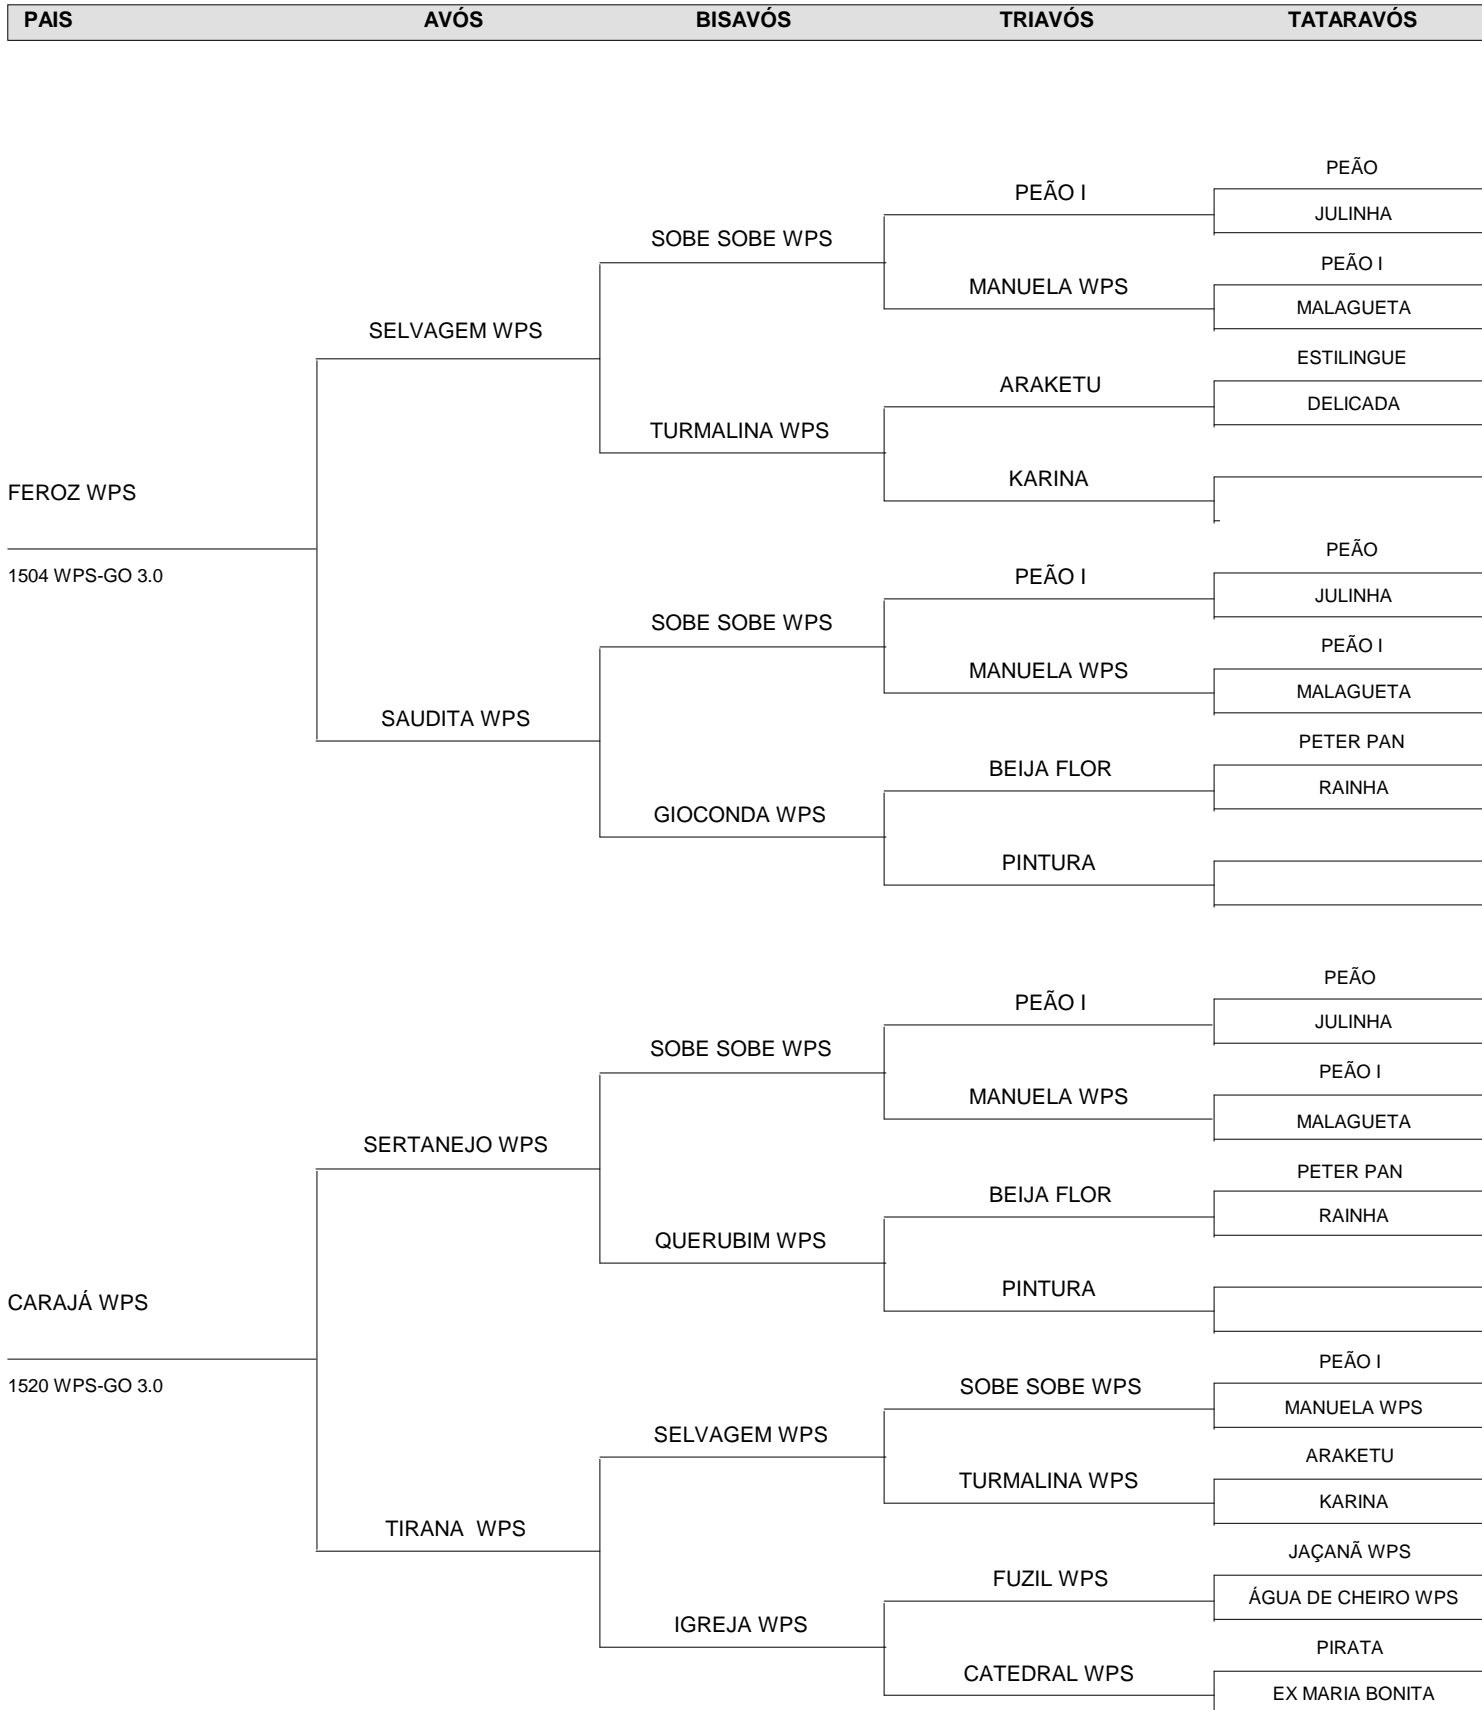 PAIS AVÓS BISAVÓS TRIAVÓS TATARAVÓS
PEÃO
PEÃO I
JULINHA
SOBE SOBE WPS
PEÃO I
MANUELA WPS
MALAGUETA
SELVAGEM WPS
ESTILINGUE
ARAKETU
DELICADA
TURMALINA WPS
KARINA
FEROZ WPS
PEÃO
1504 WPS-GO 3.0
PEÃO I
JULINHA
SOBE SOBE WPS
PEÃO I
MANUELA WPS
MALAGUETA
SAUDITA WPS
PETER PAN
BEIJA FLOR
RAINHA
GIOCONDA WPS
PINTURA
PEÃO
PEÃO I
JULINHA
SOBE SOBE WPS
PEÃO I
MANUELA WPS
MALAGUETA
SERTANEJO WPS
PETER PAN
BEIJA FLOR
RAINHA
QUERUBIM WPS
PINTURA
CARAJÁ WPS
PEÃO I
1520 WPS-GO 3.0
SOBE SOBE WPS
MANUELA WPS
SELVAGEM WPS
ARAKETU
TURMALINA WPS
KARINA
TIRANA WPS
JAÇANÃ WPS
FUZIL WPS
ÁGUA DE CHEIRO WPS
IGREJA WPS
PIRATA
CATEDRAL WPS
EX MARIA BONITA